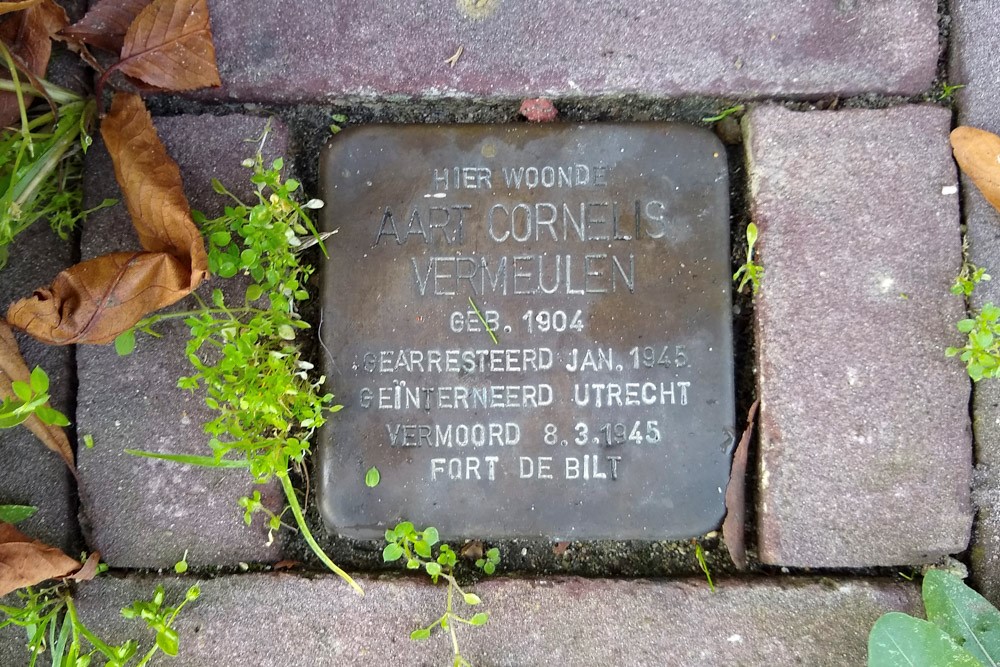 HIER WOONDE
AART CORNELIS
VERMEULEN
GEB. 1904
GEARRESTEERD JAN. 1945
GEÏNTERNEERD UTRECHT
VERMOORD 8.3.1945
FORT DE BILT